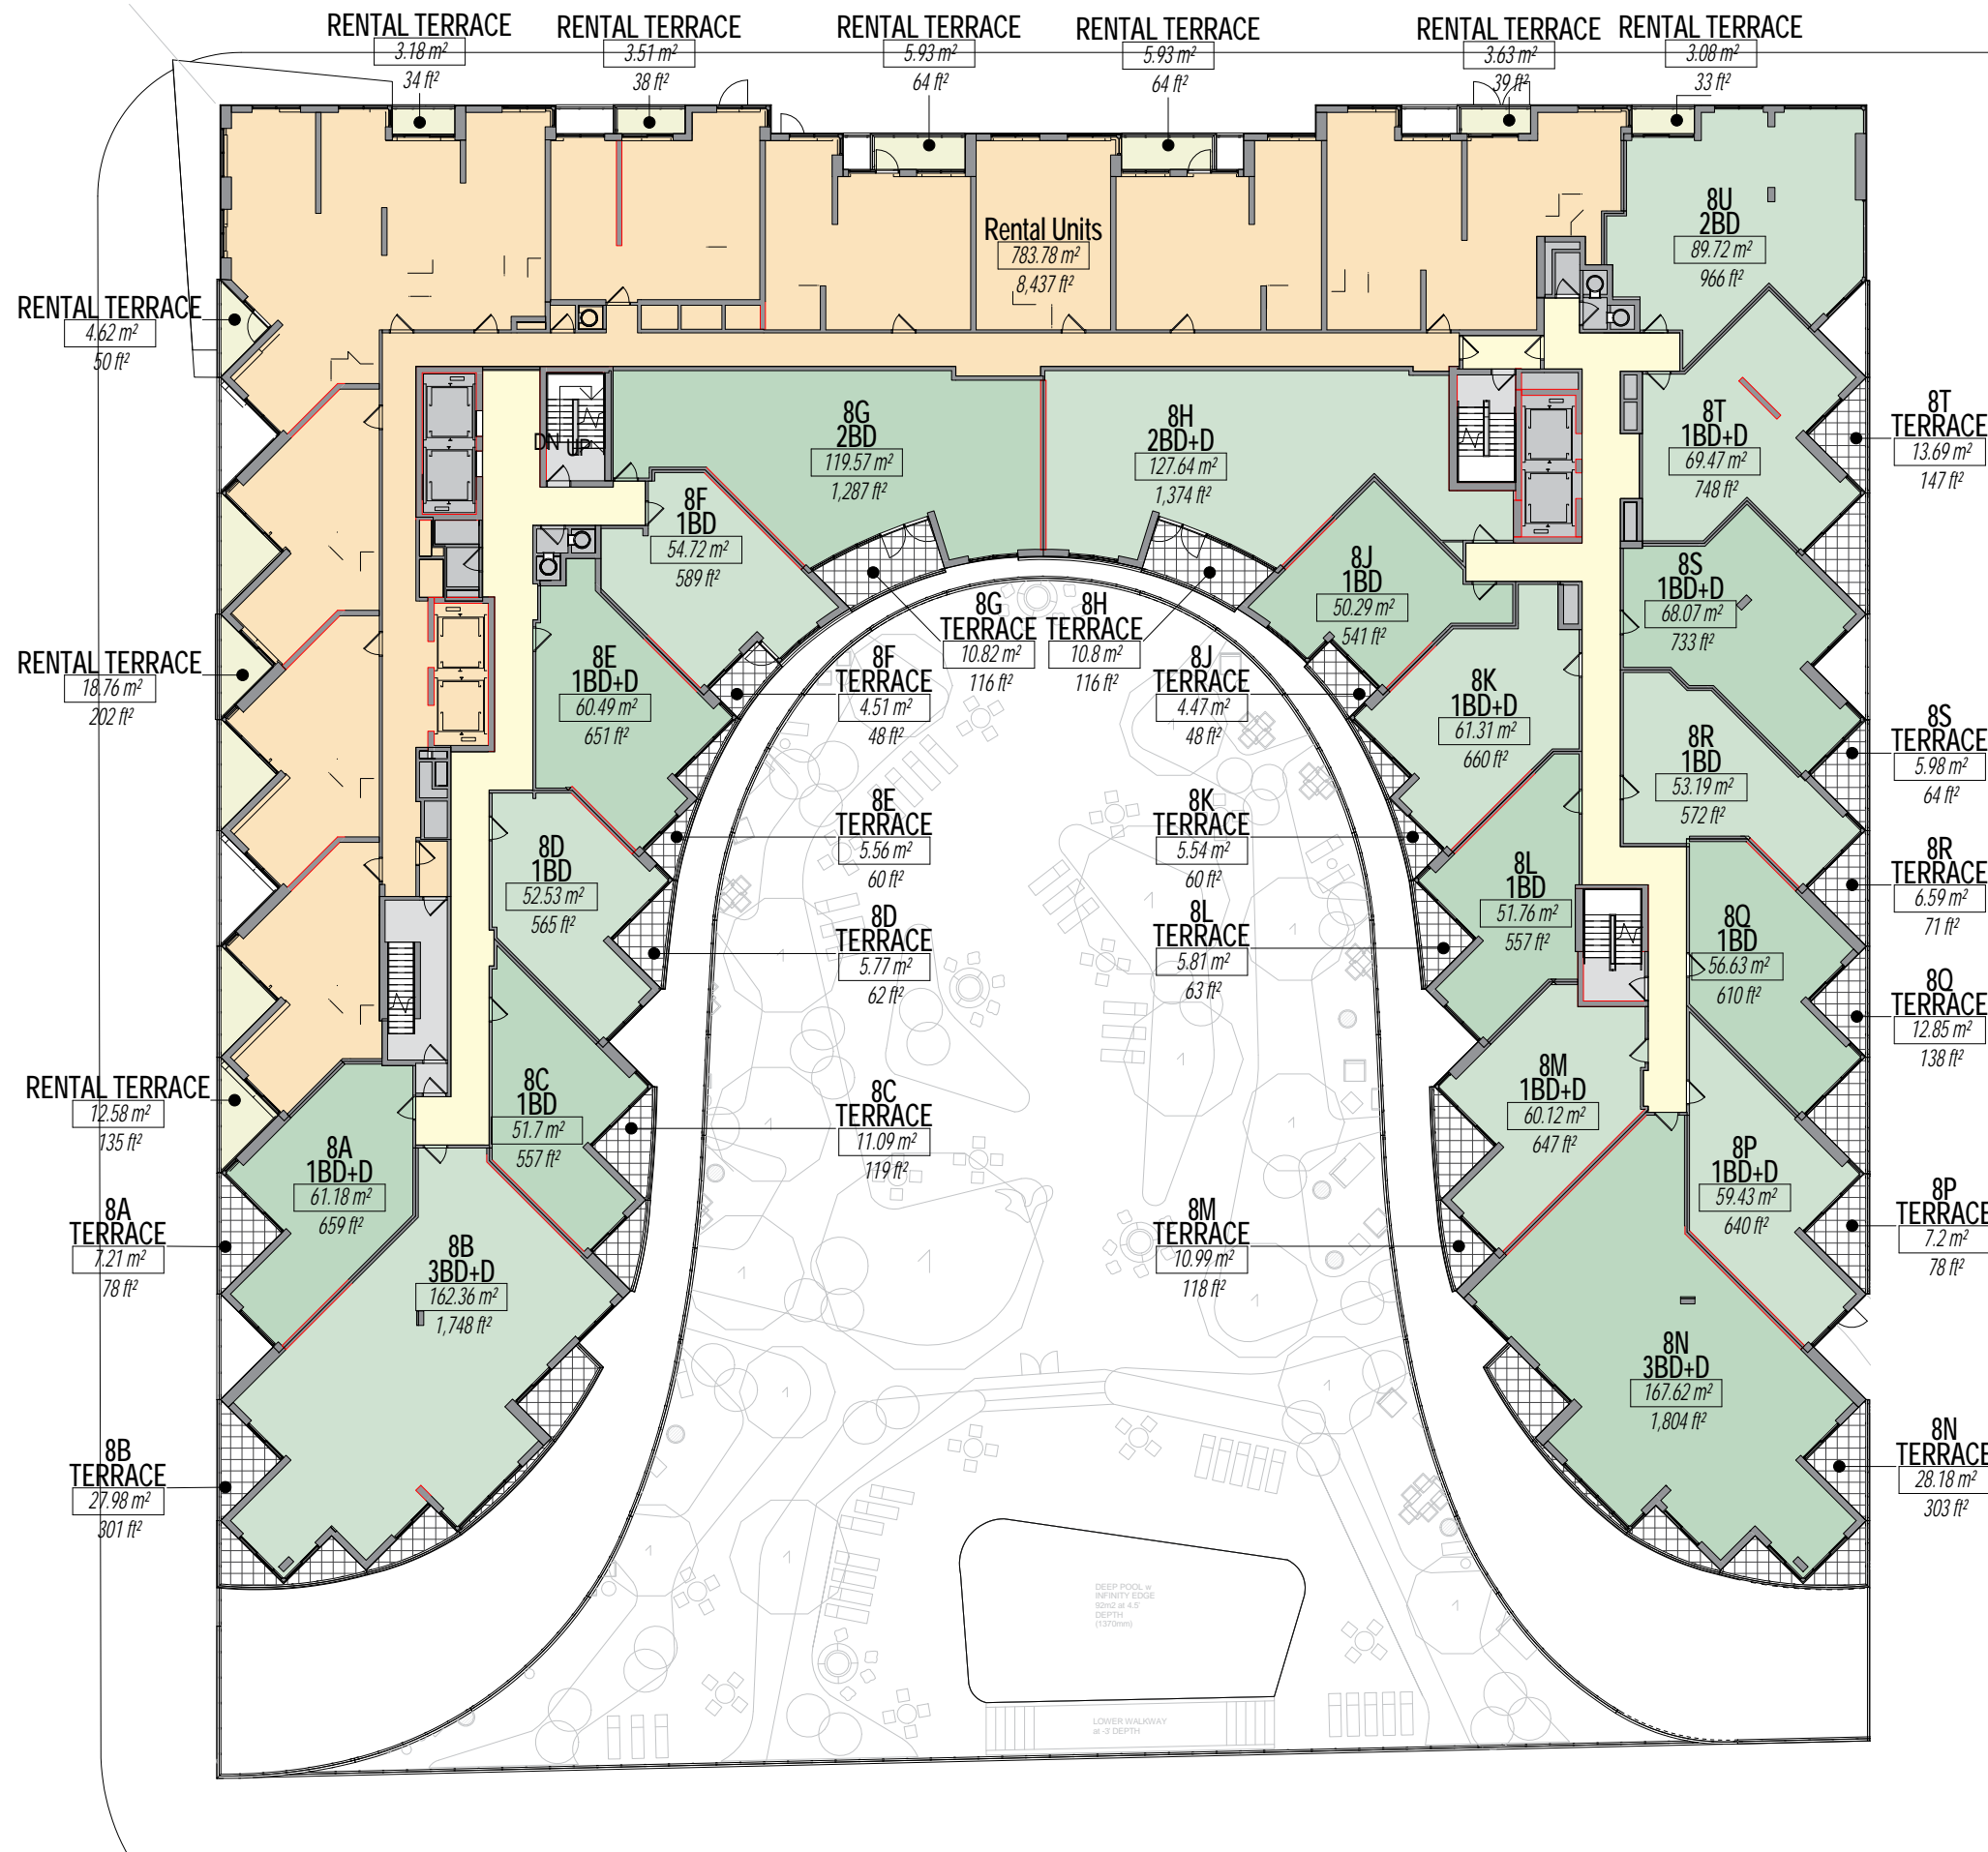 RENTAL TERRACE
3.18 m²
34 ft²
RENTAL TERRACE
3.51 m²
38 ft²
RENTAL TERRACE
5.93 m²
64 ft²
RENTAL TERRACE
5.93 m²
64 ft²
RENTAL TERRACE
3.63 m²
39 ft²
RENTAL TERRACE
3.08 m²
33 ft²
Rental Units
783.78 m²
8,437 ft²
8U
2BD
89.72 m²
966 ft²
RENTAL TERRACE
4.62 m²
50 ft²
8G
2BD
119.57 m²
1,287 ft²
8H
2BD+D
127.64 m²
1,374 ft²
8T
1BD+D
69.47 m²
748 ft²
8T
TERRACE
13.69 m²
147 ft²
DN
UP
8F
1BD
54.72 m²
589 ft²
8J
1BD
50.29 m²
541 ft²
8S
1BD+D
68.07 m²
733 ft²
8G
TERRACE
10.82 m²
116 ft²
8H
TERRACE
10.8 m²
116 ft²
RENTAL TERRACE
18.76 m²
202 ft²
8E
1BD+D
60.49 m²
651 ft²
8F
TERRACE
4.51 m²
48 ft²
8J
TERRACE
4.47 m²
48 ft²
8K
1BD+D
61.31 m²
660 ft²
8R
1BD
53.19 m²
572 ft²
8S
TERRACE
5.98 m²
64 ft²
8E
TERRACE
5.56 m²
60 ft²
8K
TERRACE
5.54 m²
60 ft²
8D
1BD
52.53 m²
565 ft²
8L
1BD
51.76 m²
557 ft²
8R
TERRACE
6.59 m²
71 ft²
8D
TERRACE
5.77 m²
62 ft²
8L
TERRACE
5.81 m²
63 ft²
8Q
1BD
56.63 m²
610 ft²
8Q
TERRACE
12.85 m²
138 ft²
RENTAL TERRACE
12.58 m²
135 ft²
8C
1BD
51.7 m²
557 ft²
8C
TERRACE
11.09 m²
119 ft²
8M
1BD+D
60.12 m²
647 ft²
8A
1BD+D
61.18 m²
659 ft²
8P
1BD+D
59.43 m²
640 ft²
8A
TERRACE
7.21 m²
78 ft²
8M
TERRACE
10.99 m²
118 ft²
8P
TERRACE
7.2 m²
78 ft²
8B
3BD+D
162.36 m²
1,748 ft²
8N
3BD+D
167.62 m²
1,804 ft²
8B
TERRACE
27.98 m²
301 ft²
8N
TERRACE
28.18 m²
303 ft²
DEEP POOL w
INFINITY EDGE
92m2 at 4.5'
DEPTH
(1370mm)
LOWER WALKWAY
at -3' DEPTH